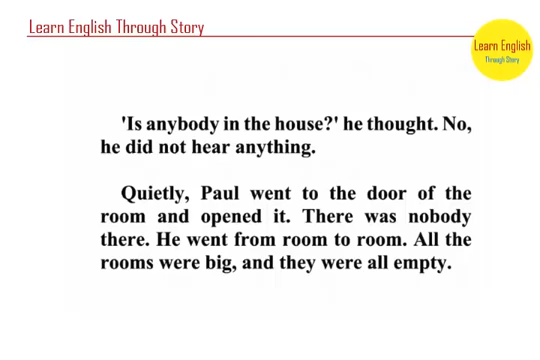 Learn English Through Story
Learn English
Through Story
'Is anybody in the house?' he thought. No,
he did not hear anything.
Quietly, Paul went to the door of the
room and opened it. There was nobody
there. He went from room to room. All the
rooms were big, and they were all empty.